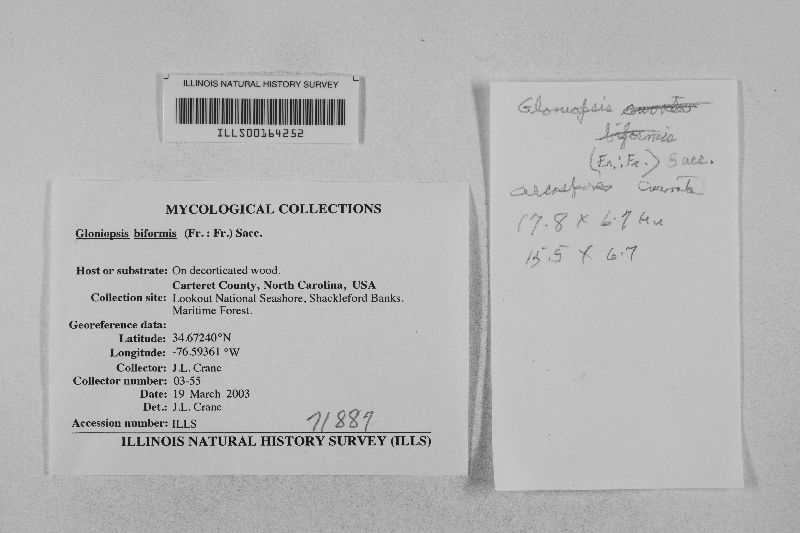 ILLINOIS NATURAL HISTORY SURVEY
ILLS00164252
MYCOLOGICAL COLLECTIONS
Gloniopsis biformis (Fr. : Fr.) Sacc.
Host or substrate: On decorticated wood.
Carteret County, North Carolina, USA
Collection site: Lookout National Seashore, Shackleford Banks.
Maritime Forest.
Georeference data:
Latitude: 34.67240°N
Longitude: -76.59361 °W
Collector: J.L. Crane
Collector number: 03-55
Date: 19 March 2003
Det.: J.L. Crane
Accession number: ILLS 71887
ILLINOIS NATURAL HISTORY SURVEY (ILLS)
Gloniopsis
biformis
(Fr.: Fr.) Sacc.
ascospores
17.8 X 6.7
15.5 X 6.7